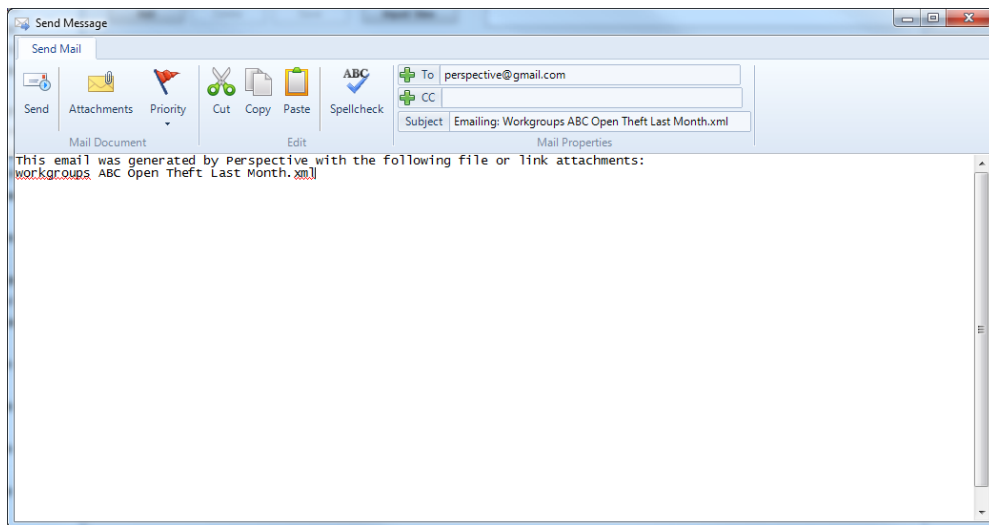 Send Message
Send Mail
Send
Attachments
Priority
Cut
Copy
Paste
ABC
Spellcheck
To perspective@gmail.com
CC
Subject Emailing: Workgroups ABC Open Theft Last Month.xml
Mail Document
Edit
Mail Properties
This email was generated by Perspective with the following file or link attachments:
workgroups ABC Open Theft Last Month.xml